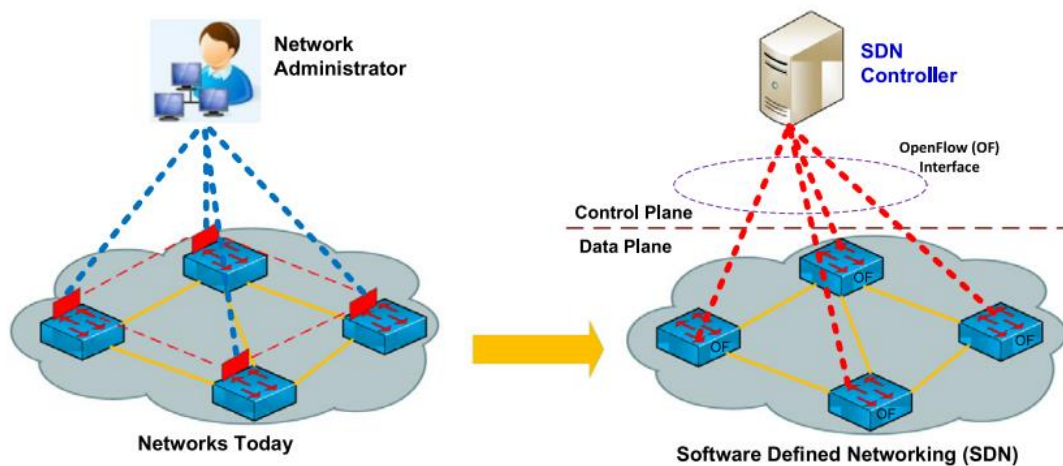 Network
Administrator
Networks Today
SDN
Controller
OpenFlow (OF)
Interface
Control Plane
Data Plane
OF
OF
OF
OF
Software Defined Networking (SDN)